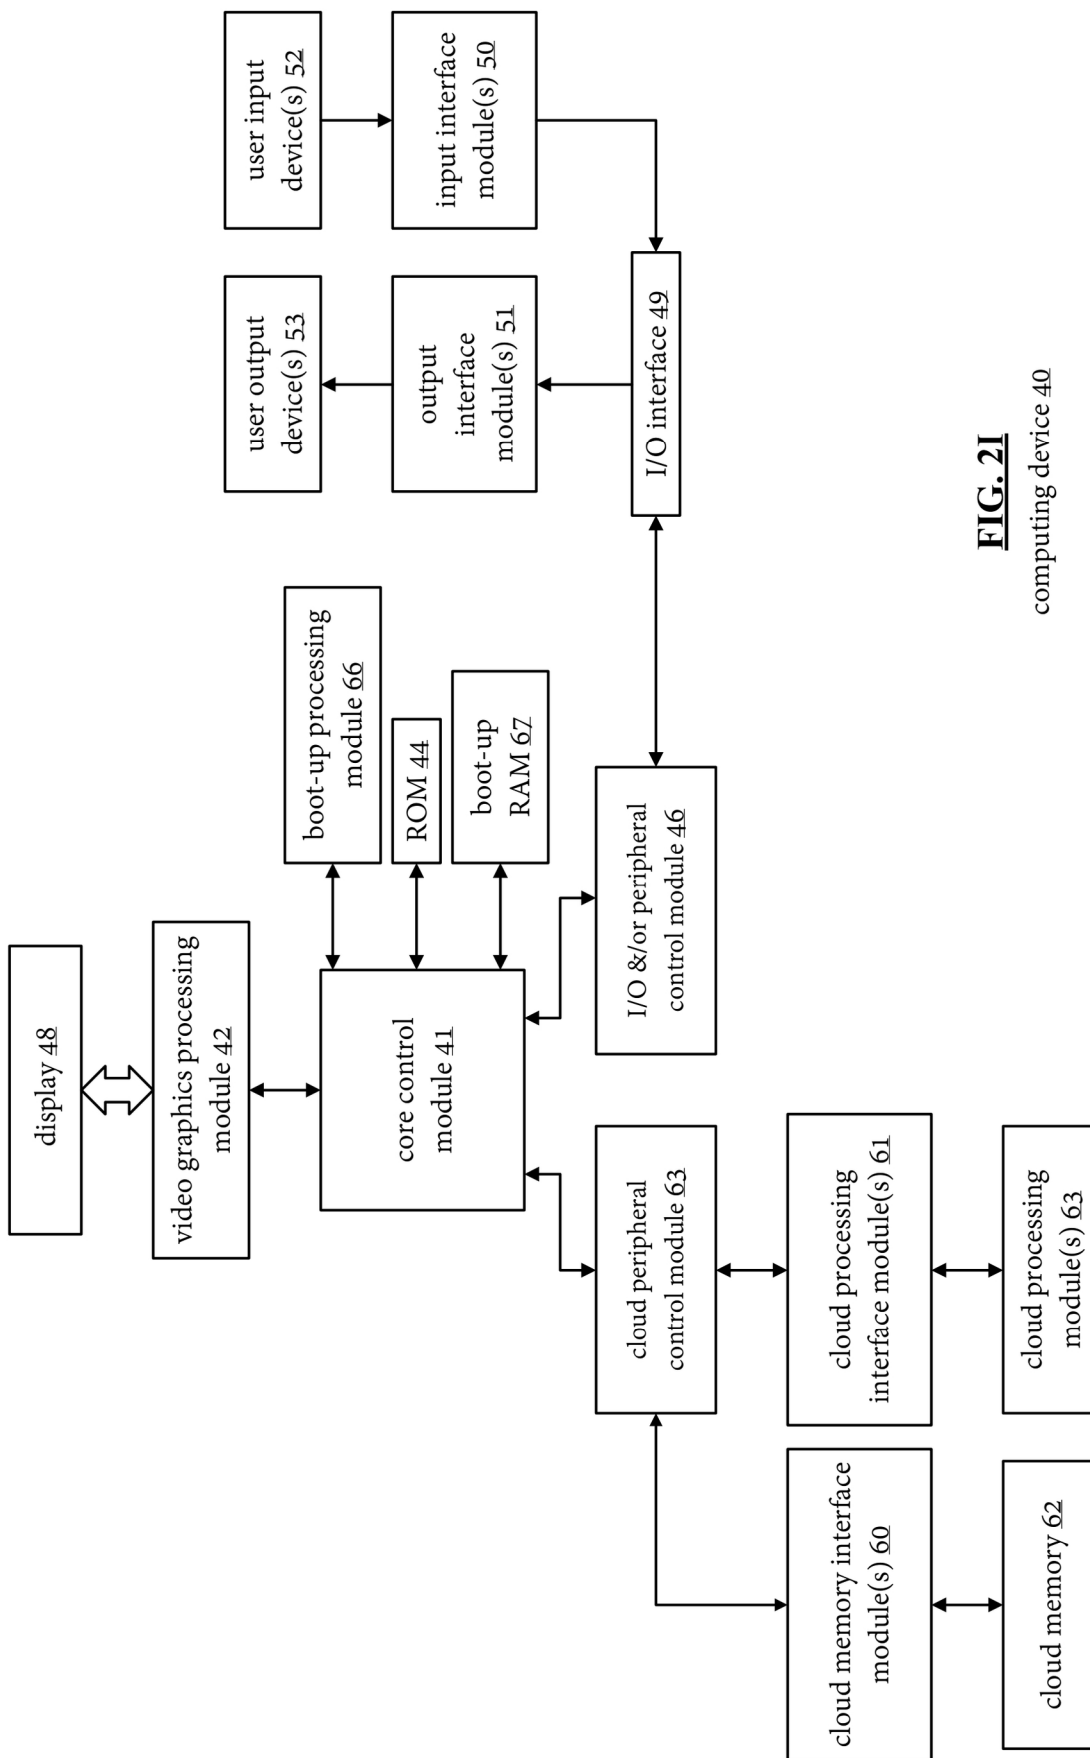 display 48
video graphics processing
module 42
core control
module 41
boot-up processing
module 66
ROM 44
boot-up
RAM 67
user output
device(s) 53
user input
device(s) 52
output
interface
module(s) 51
input interface
module(s) 50
cloud peripheral
control module 63
I/O &/or peripheral
control module 46
I/O interface 49
cloud memory interface
module(s) 60
cloud processing
interface module(s) 61
cloud memory 62
cloud processing
module(s) 63
FIG. 2I
computing device 40